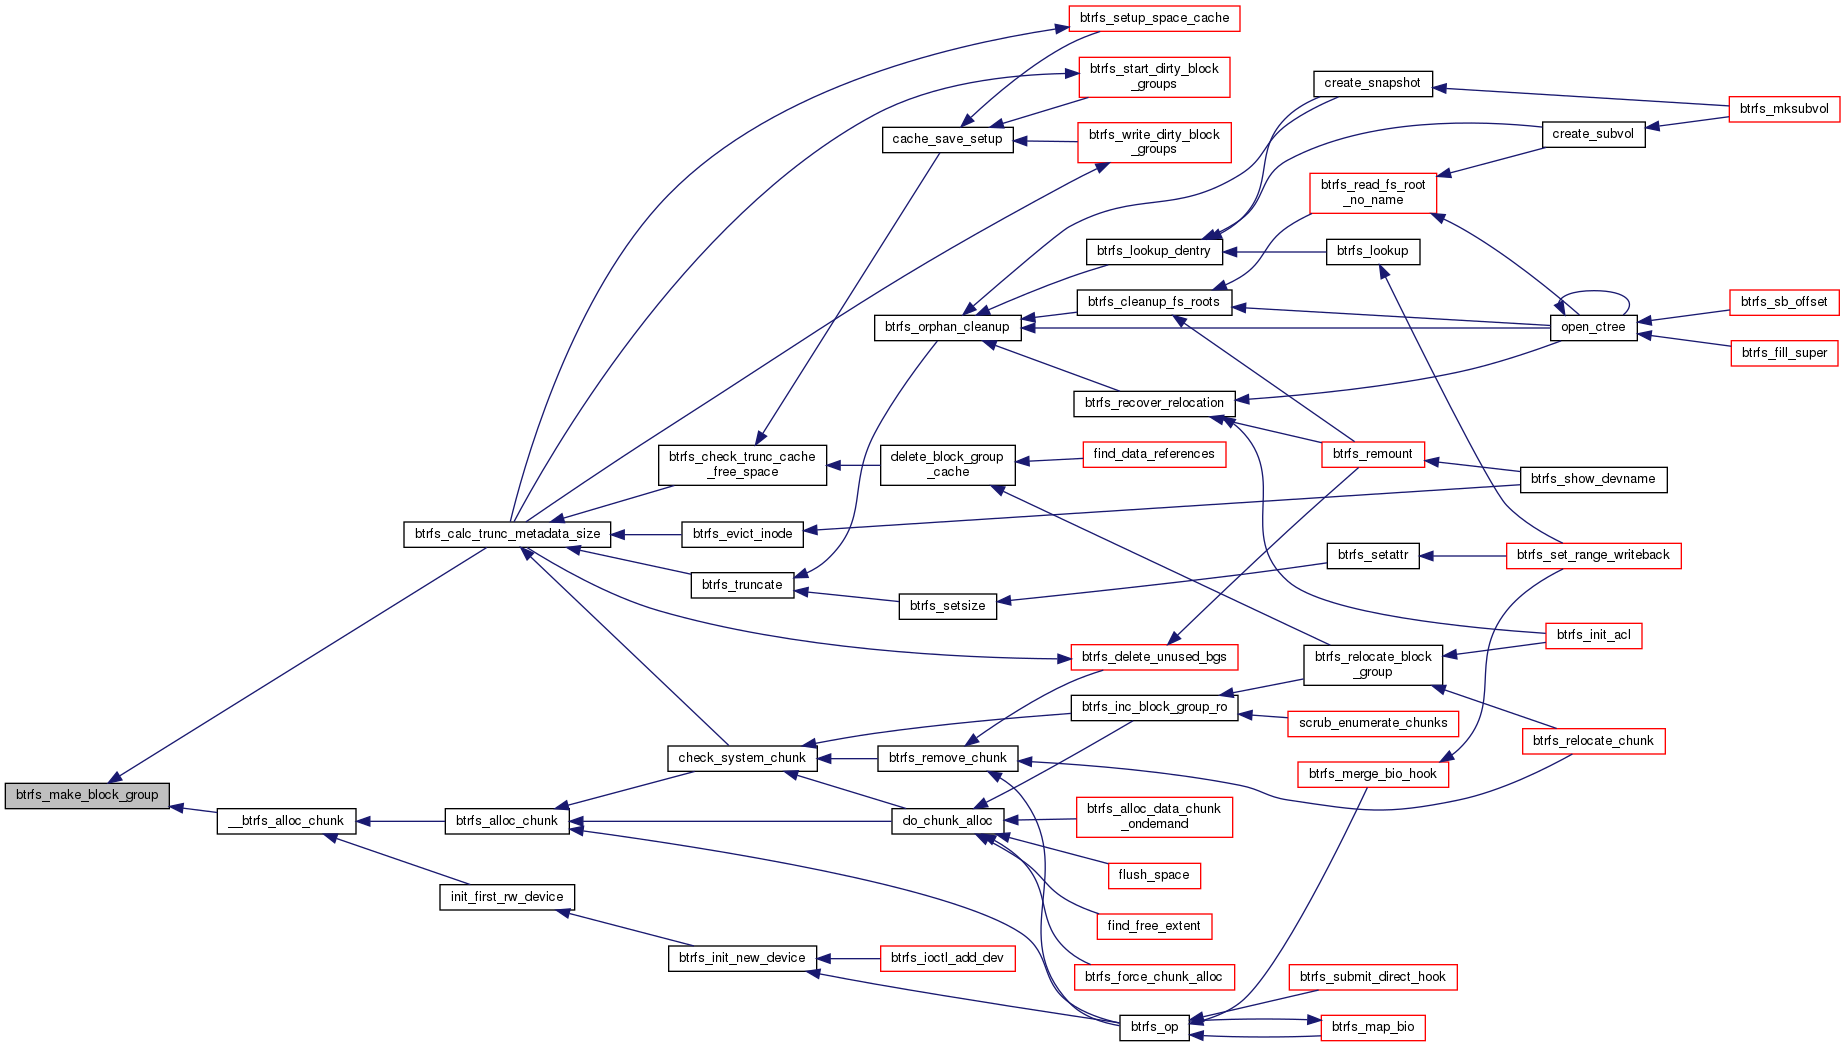 btrfs_setup_space_cache
btrfs_start_dirty_block
_groups
create_snapshot
btrfs_mksubvol
cache_save_setup
btrfs_write_dirty_block
_groups
create_subvol
btrfs_read_fs_root
_no_name
btrfs_lookup_dentry
btrfs_lookup
btrfs_cleanup_fs_roots
btrfs_sb_offset
btrfs_orphan_cleanup
open_ctree
btrfs_fill_super
btrfs_recover_relocation
btrfs_check_trunc_cache
_free_space
delete_block_group
_cache
find_data_references
btrfs_remount
btrfs_show_devname
btrfs_calc_trunc_metadata_size
btrfs_evict_inode
btrfs_setattr
btrfs_set_range_writeback
btrfs_truncate
btrfs_setsize
btrfs_init_acl
btrfs_delete_unused_bgs
btrfs_relocate_block
_group
btrfs_inc_block_group_ro
scrub_enumerate_chunks
btrfs_relocate_chunk
check_system_chunk
btrfs_remove_chunk
btrfs_merge_bio_hook
btrfs_make_block_group
__btrfs_alloc_chunk
btrfs_alloc_chunk
do_chunk_alloc
btrfs_alloc_data_chunk
_ondemand
flush_space
init_first_rw_device
find_free_extent
btrfs_init_new_device
btrfs_ioctl_add_dev
btrfs_force_chunk_alloc
btrfs_submit_direct_hook
btrfs_op
btrfs_map_bio